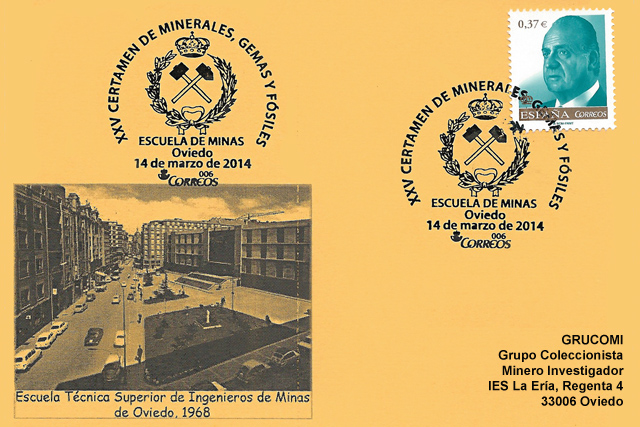 XXV CERTAMEN DE MINERALES, GEMAS Y FÓSILES
ESCUELA DE MINAS
Oviedo
14 de marzo de 2014
006
CORREOS
0,37 €
ESPAÑA CORREOS
XXV CERTAMEN DE MINERALES, GEMAS Y FÓSILES
ESCUELA DE MINAS
Oviedo
14 de marzo de 2014
006
CORREOS
Escuela Técnica Superior de Ingenieros de Minas
de Oviedo, 1968
GRUCOMI
Grupo Coleccionista
Minero Investigador
IES La Ería, Regenta 4
33006 Oviedo